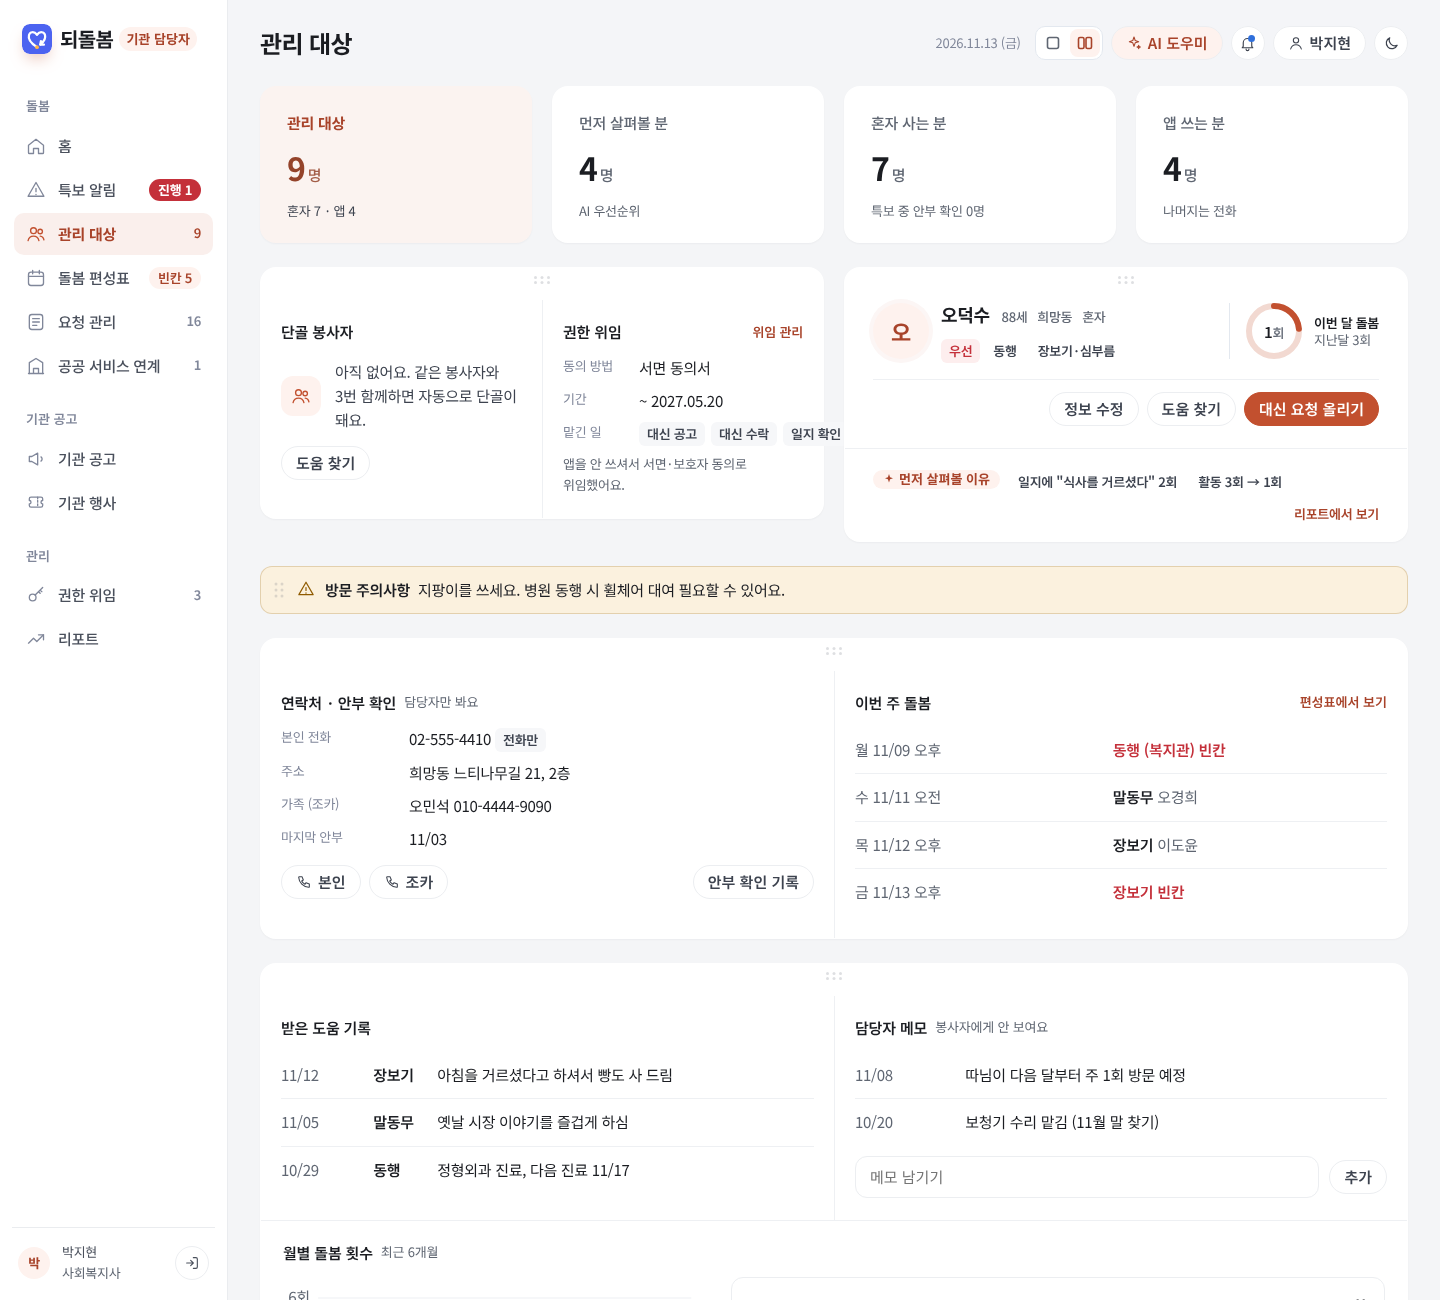 되돌봄 기관 담당자
돌봄
홈
특보 알림 진행 1
관리 대상 9
돌봄 편성표 빈칸 5
요청 관리 16
공공 서비스 연계 1
기관 공고
기관 공고
기관 행사
관리
권한 위임 3
리포트
박 박지현
사회복지사
관리 대상
2026.11.13 (금)
AI 도우미
박지현
관리 대상
9명
혼자 7 · 앱 4
먼저 살펴볼 분
4명
AI 우선순위
혼자 사는 분
7명
특보 중 안부 확인 0명
앱 쓰는 분
4명
나머지는 전화
단골 봉사자
아직 없어요. 같은 봉사자와
3번 함께하면 자동으로 단골이
돼요.
도움 찾기
권한 위임 위임 관리
동의 방법 서면 동의서
기간 ~ 2027.05.20
맡긴 일 대신 공고 대신 수락 일지 확인
앱을 안 쓰셔서 서면·보호자 동의로
위임했어요.
오 오덕수 88세 희망동 혼자
우선 동행 장보기·심부름
1회
이번 달 돌봄
지난달 3회
정보 수정 도움 찾기 대신 요청 올리기
먼저 살펴볼 이유 일지에 "식사를 거르셨다" 2회 활동 3회 → 1회
리포트에서 보기
방문 주의사항 지팡이를 쓰세요. 병원 동행 시 휠체어 대여 필요할 수 있어요.
연락처 · 안부 확인 담당자만 봐요
본인 전화 02-555-4410 전화만
주소 희망동 느티나무길 21, 2층
가족 (조카) 오민석 010-4444-9090
마지막 안부 11/03
본인 조카 안부 확인 기록
이번 주 돌봄 편성표에서 보기
월 11/09 오후 동행 (복지관) 빈칸
수 11/11 오전 말동무 오경희
목 11/12 오후 장보기 이도윤
금 11/13 오후 장보기 빈칸
받은 도움 기록
11/12 장보기 아침을 거르셨다고 하셔서 빵도 사 드림
11/05 말동무 옛날 시장 이야기를 즐겁게 하심
10/29 동행 정형외과 진료, 다음 진료 11/17
담당자 메모 봉사자에게 안 보여요
11/08 따님이 다음 달부터 주 1회 방문 예정
10/20 보청기 수리 맡김 (11월 말 찾기)
메모 남기기 추가
월별 돌봄 횟수 최근 6개월
6회